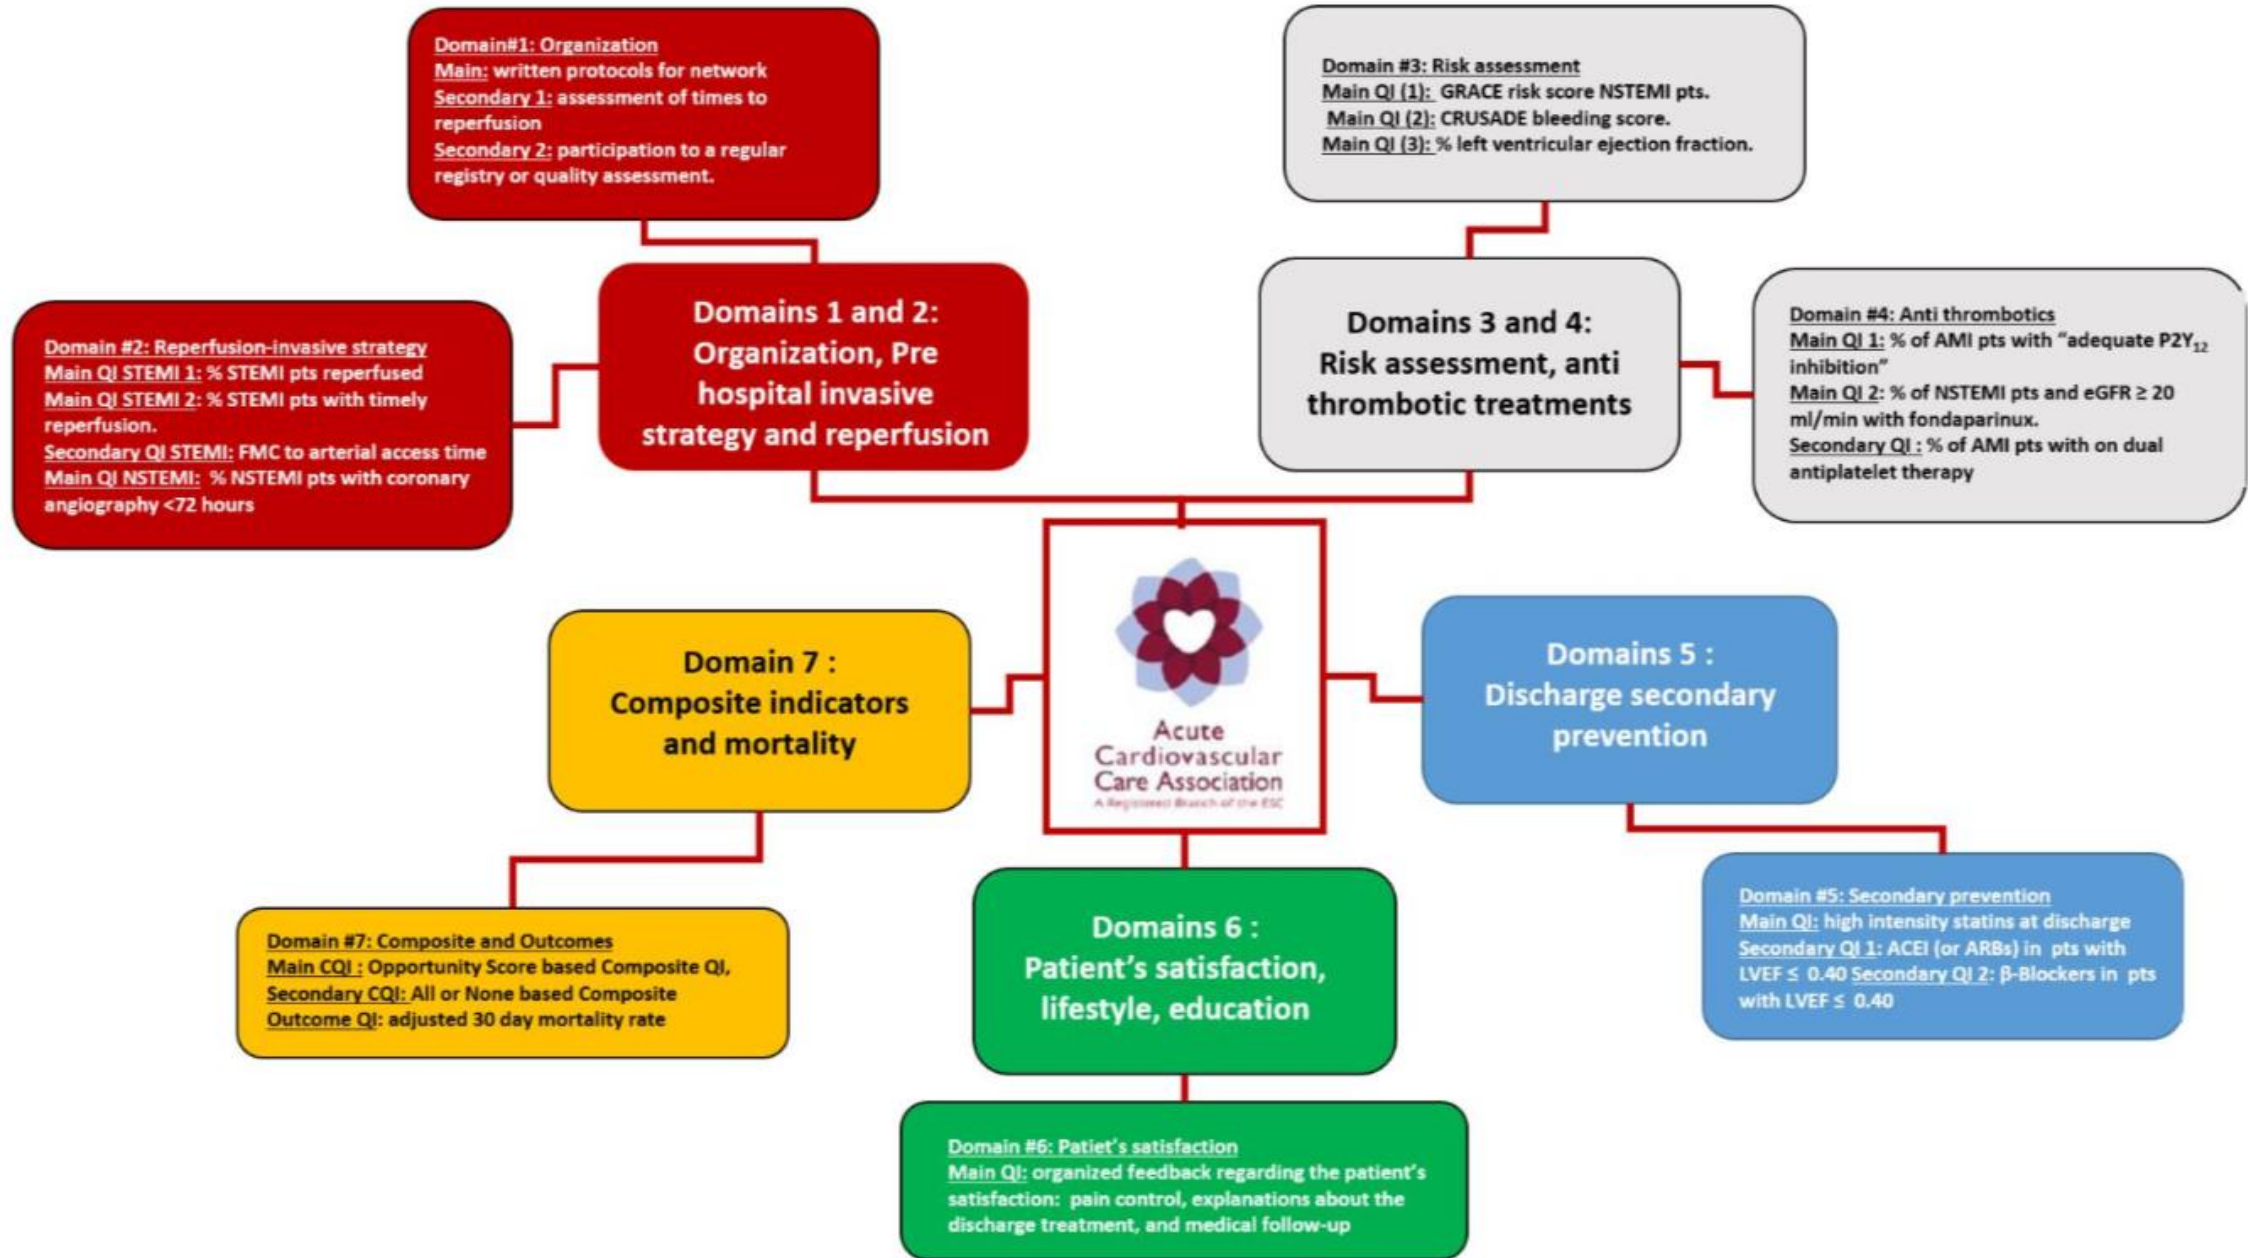 Domain#1: Organization
Main: written protocols for network
Secondary 1: assessment of times to
reperfusion
Secondary 2: participation to a regular
registry or quality assessment.
Domain #3: Risk assessment
Main QI (1): GRACE risk score NSTEMI pts.
Main QI (2): CRUSADE bleeding score.
Main QI (3): % left ventricular ejection fraction.
Domain #2: Reperfusion-invasive strategy
Main QI STEMI 1: % STEMI pts reperfused
Main QI STEMI 2: % STEMI pts with timely
reperfusion.
Secondary QI STEMI: FMC to arterial access time
Main QI NSTEMI: % NSTEMI pts with coronary
angiography <72 hours
Domains 1 and 2:
Organization, Pre
hospital invasive
strategy and reperfusion
Domains 3 and 4:
Risk assessment, anti
thrombotic treatments
Domain #4: Anti thrombotics
Main QI 1: % of AMI pts with “adequate P2Y₁₂
inhibition”
Main QI 2: % of NSTEMI pts and eGFR ≥ 20
ml/min with fondaparinux.
Secondary QI : % of AMI pts with on dual
antiplatelet therapy
Domain 7 :
Composite indicators
and mortality
Acute
Cardiovascular
Care Association
A Registered Branch of the ESC
Domains 5 :
Discharge secondary
prevention
Domain #7: Composite and Outcomes
Main CQI : Opportunity Score based Composite QI,
Secondary CQI: All or None based Composite
Outcome QI: adjusted 30 day mortality rate
Domains 6 :
Patient’s satisfaction,
lifestyle, education
Domain #5: Secondary prevention
Main QI: high intensity statins at discharge
Secondary QI 1: ACEI (or ARBs) in pts with
LVEF ≤ 0.40 Secondary QI 2: β-Blockers in pts
with LVEF ≤ 0.40
Domain #6: Patiet’s satisfaction
Main QI: organized feedback regarding the patient’s
satisfaction: pain control, explanations about the
discharge treatment, and medical follow-up